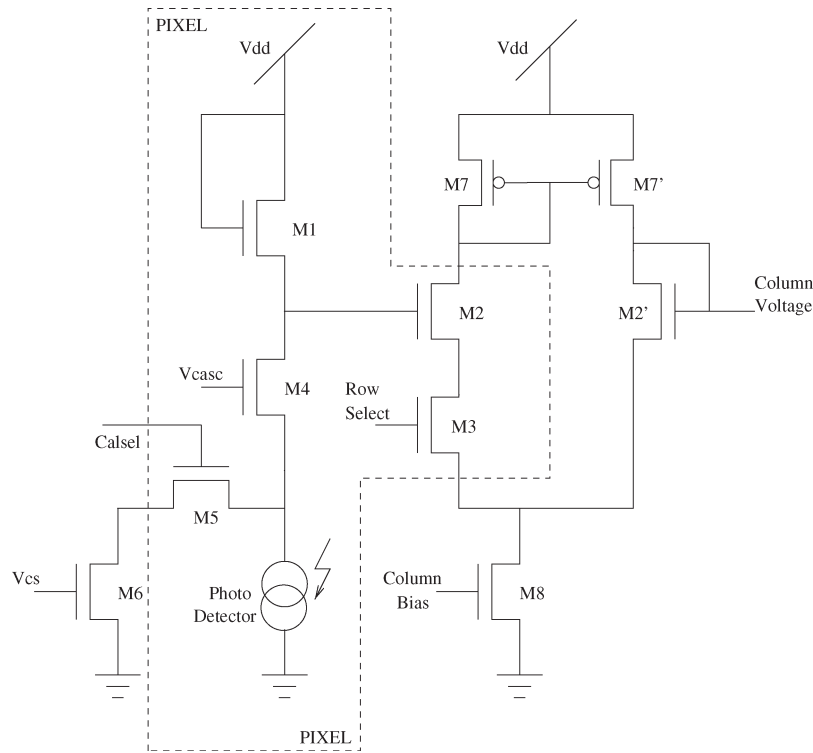 PIXEL
Vdd
Vdd
M7
M7'
M1
Column
Voltage
M2
M2'
Vcasc
M4
Row
Select
M3
Calsel
M5
Vcs
M6
Photo
Detector
Column
Bias
M8
PIXEL